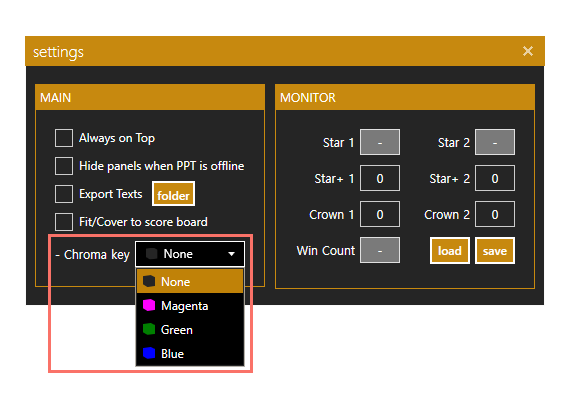 settings ×
MAIN
Always on Top
Hide panels when PPT is offline
Export Texts folder
Fit/Cover to score board
- Chroma key None
None
Magenta
Green
Blue
MONITOR
Star 1 - Star 2 -
Star+ 1 0 Star+ 2 0
Crown 1 0 Crown 2 0
Win Count - load save